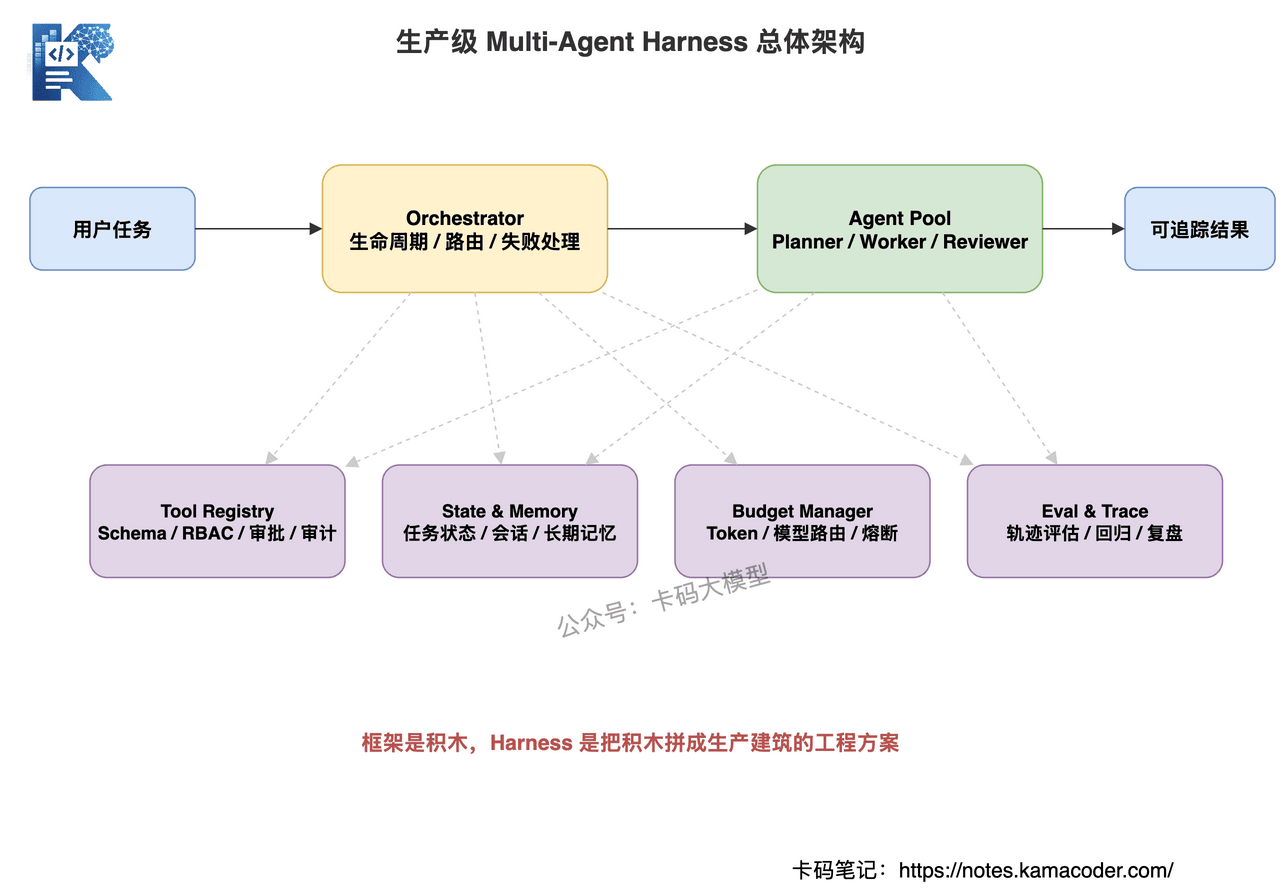 </>
生产级 Multi-Agent Harness 总体架构
用户任务
Orchestrator
生命周期 / 路由 / 失败处理
Agent Pool
Planner / Worker / Reviewer
可追踪结果
Tool Registry
Schema / RBAC / 审批 / 审计
State & Memory
任务状态 / 会话 / 长期记忆
Budget Manager
Token / 模型路由 / 熔断
Eval & Trace
轨迹评估 / 回归 / 复盘
公众号：卡码大模型
框架是积木，Harness 是把积木拼成生产建筑的工程方案
卡码笔记：https://notes.kamacoder.com/